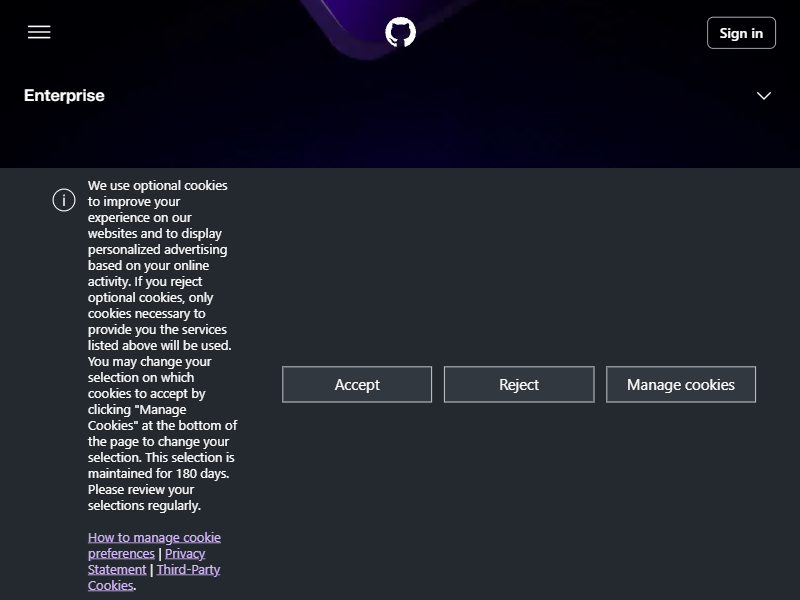 Sign in
Enterprise
We use optional cookies
to improve your
experience on our
websites and to display
personalized advertising
based on your online
activity. If you reject
optional cookies, only
cookies necessary to
provide you the services
listed above will be used.
You may change your
selection on which
cookies to accept by
clicking "Manage
Cookies" at the bottom of
the page to change your
selection. This selection is
maintained for 180 days.
Please review your
selections regularly.
How to manage cookie
preferences | Privacy
Statement | Third-Party
Cookies.
Accept
Reject
Manage cookies